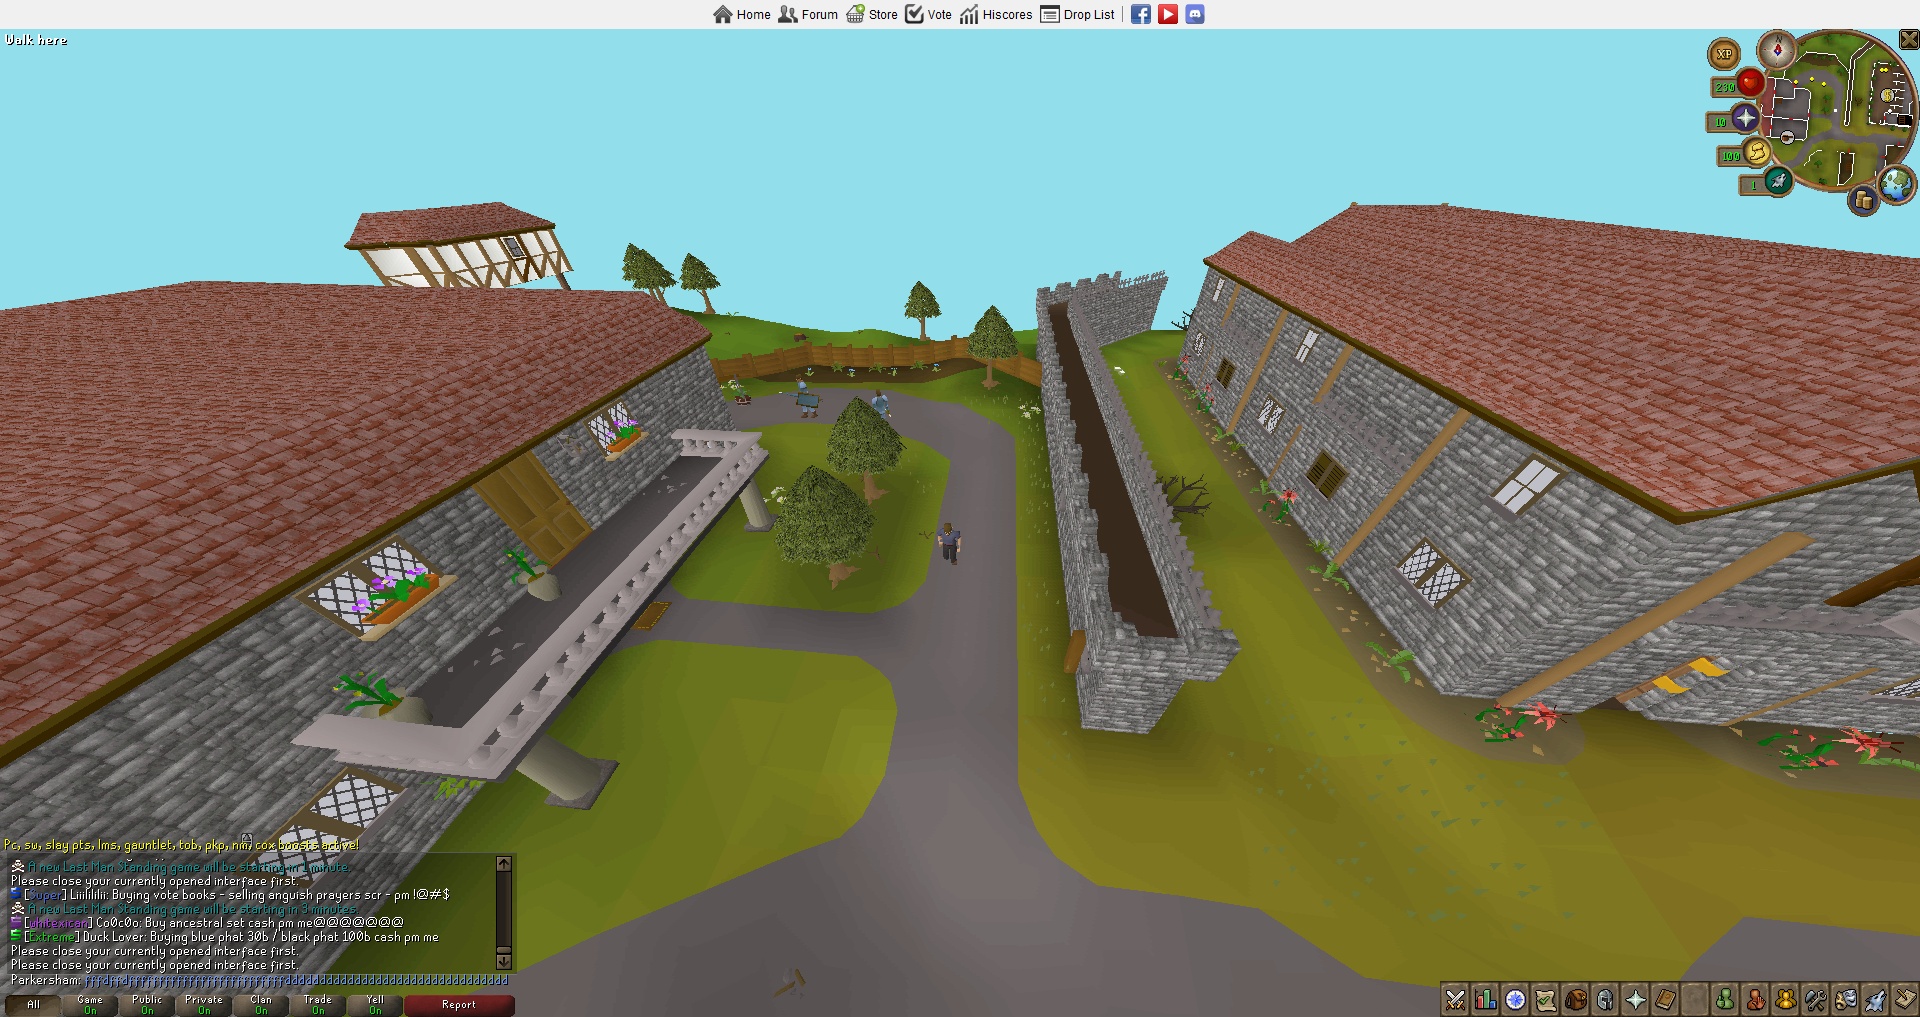 Home Forum Store Vote Hiscores Drop List
Walk here
XP
N
230
10
100
1
Pc, sw, slay pts, lms, gauntlet, tob, pkp, nm, cox boosts active!
A new Last Man Standing game will be starting in 1 minute.
Please close your currently opened interface first.
[Super] Liilililii: Buying vote books - selling anguish prayers scr - pm !@#$
A new Last Man Standing game will be starting in 3 minutes.
[whitexican] Co0c0o: Buy ancestral set cash pm me@@@@@@@
[Extreme] Duck Lover: Buying blue phat 30b / black phat 100b cash pm me
Please close your currently opened interface first.
Please close your currently opened interface first.
Parkersham:
All Game Public Private Clan Trade Yell Report
On On On On On On